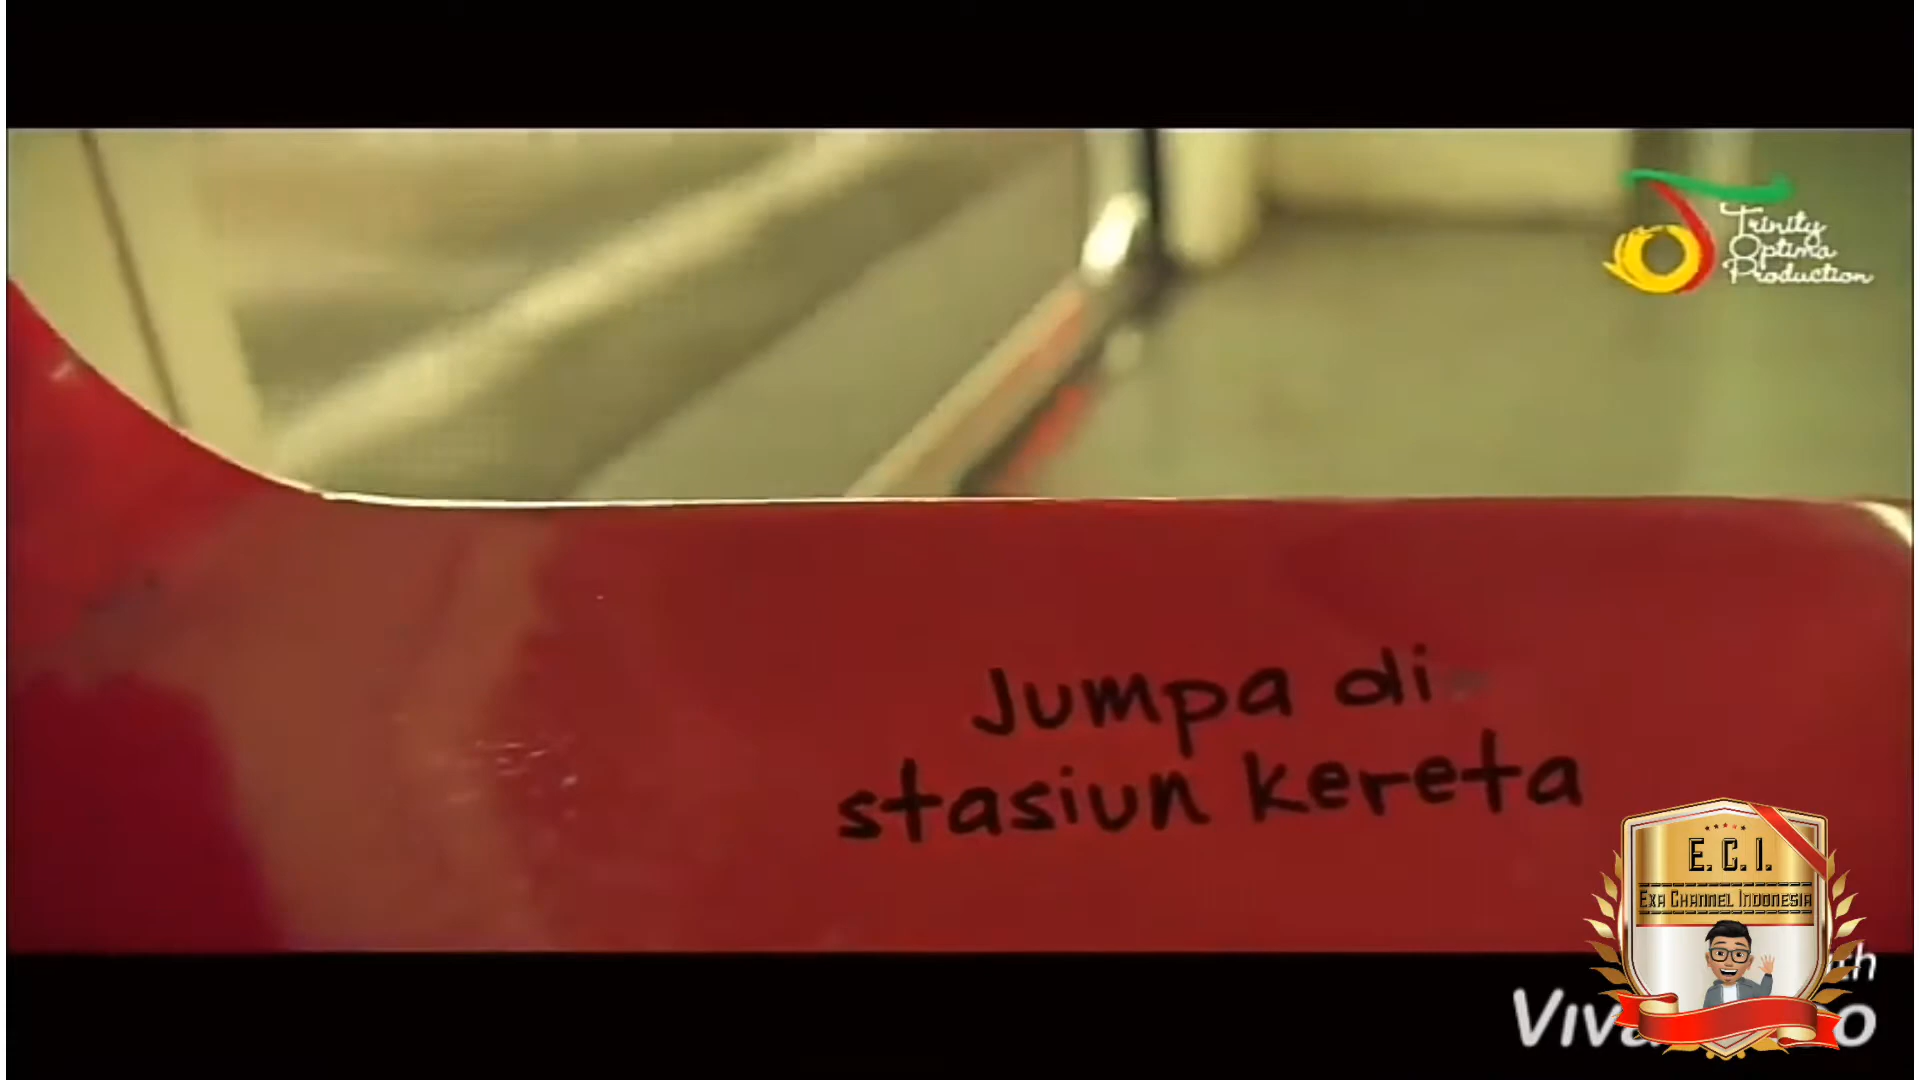 Trinity
Optima
Production
Jumpa di
stasiun kereta
E. C. I.
EXA CHANNEL INDONESIA